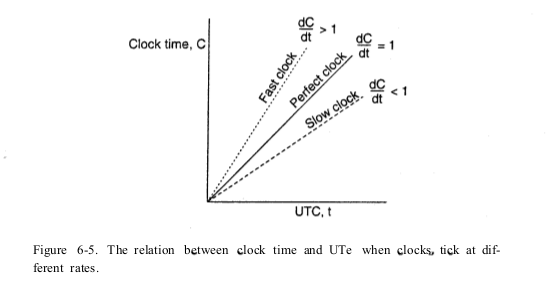 dC/dt > 1
Clock time, C
dC/dt = 1
Fast clock
Perfect clock
dC/dt < 1
Slow clock
UTC, t
Figure 6-5. The relation between clock time and UTe when clocks, tick at dif-
ferent rates.